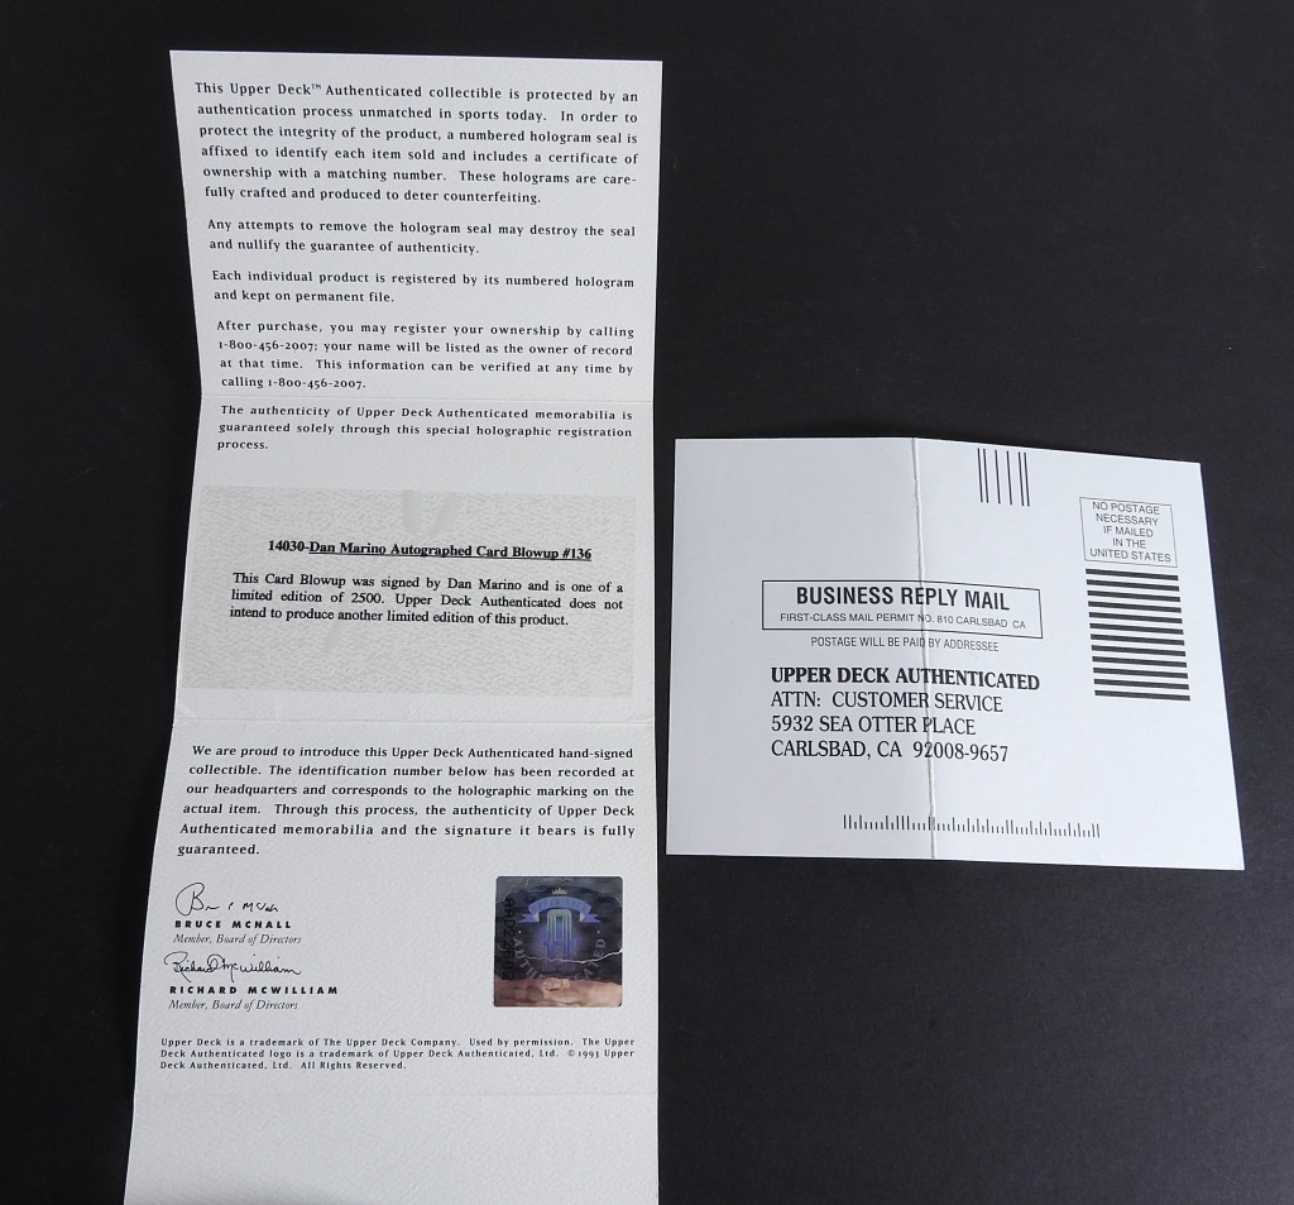 This Upper Deck™ Authenticated collectible is protected by an
authentication process unmatched in sports today. In order to
protect the integrity of the product, a numbered hologram seal is
affixed to identify each item sold and includes a certificate of
ownership with a matching number. These holograms are care-
fully crafted and produced to deter counterfeiting.
Any attempts to remove the hologram seal may destroy the seal
and nullify the guarantee of authenticity.
Each individual product is registered by its numbered hologram
and kept on permanent file.
After purchase, you may register your ownership by calling
1-800-456-2007; your name will be listed as the owner of record
at that time. This information can be verified at any time by
calling 1-800-456-2007.
The authenticity of Upper Deck Authenticated memorabilia is
guaranteed solely through this special holographic registration
process.
14030-Dan Marino Autographed Card Blowup #136
This Card Blowup was signed by Dan Marino and is one of a
limited edition of 2500. Upper Deck Authenticated does not
intend to produce another limited edition of this product.
We are proud to introduce this Upper Deck Authenticated hand-signed
collectible. The identification number below has been recorded at
our headquarters and corresponds to the holographic marking on the
actual item. Through this process, the authenticity of Upper Deck
Authenticated memorabilia and the signature it bears is fully
guaranteed.
BRUCE MCNALL
Member, Board of Directors
Richard McWilliam
RICHARD MCWILLIAM
Member, Board of Directors
Upper Deck is a trademark of The Upper Deck Company. Used by permission. The Upper
Deck Authenticated logo is a trademark of Upper Deck Authenticated, Ltd. © 1993 Upper
Deck Authenticated, Ltd. All Rights Reserved.
NO POSTAGE
NECESSARY
IF MAILED
IN THE
UNITED STATES
BUSINESS REPLY MAIL
FIRST-CLASS MAIL PERMIT NO. 810 CARLSBAD CA
POSTAGE WILL BE PAID BY ADDRESSEE
UPPER DECK AUTHENTICATED
ATTN: CUSTOMER SERVICE
5932 SEA OTTER PLACE
CARLSBAD, CA 92008-9657